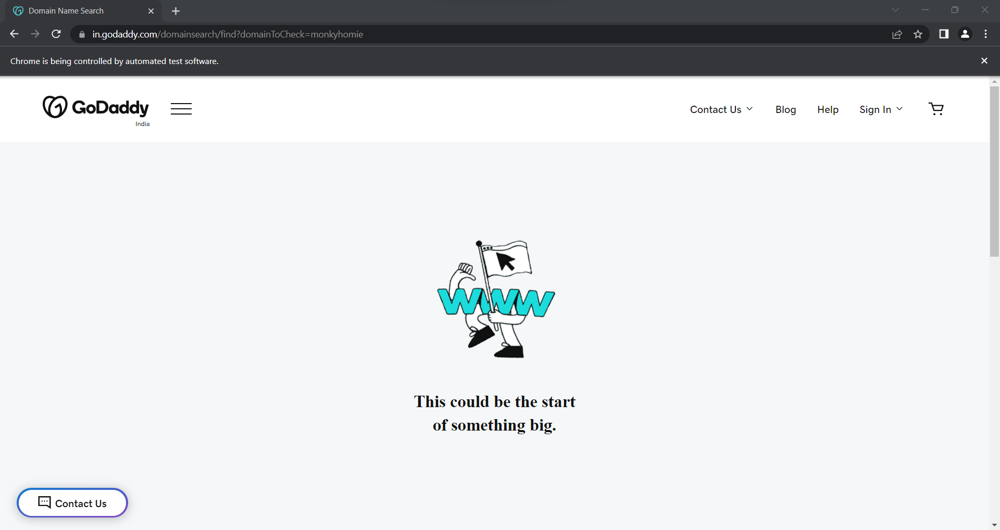 Domain Name Search
in.godaddy.com/domainsearch/find?domainToCheck=monkyhomie
Chrome is being controlled by automated test software.
GoDaddy
India
Contact Us
Blog
Help
Sign In
www
This could be the start
of something big.
Contact Us